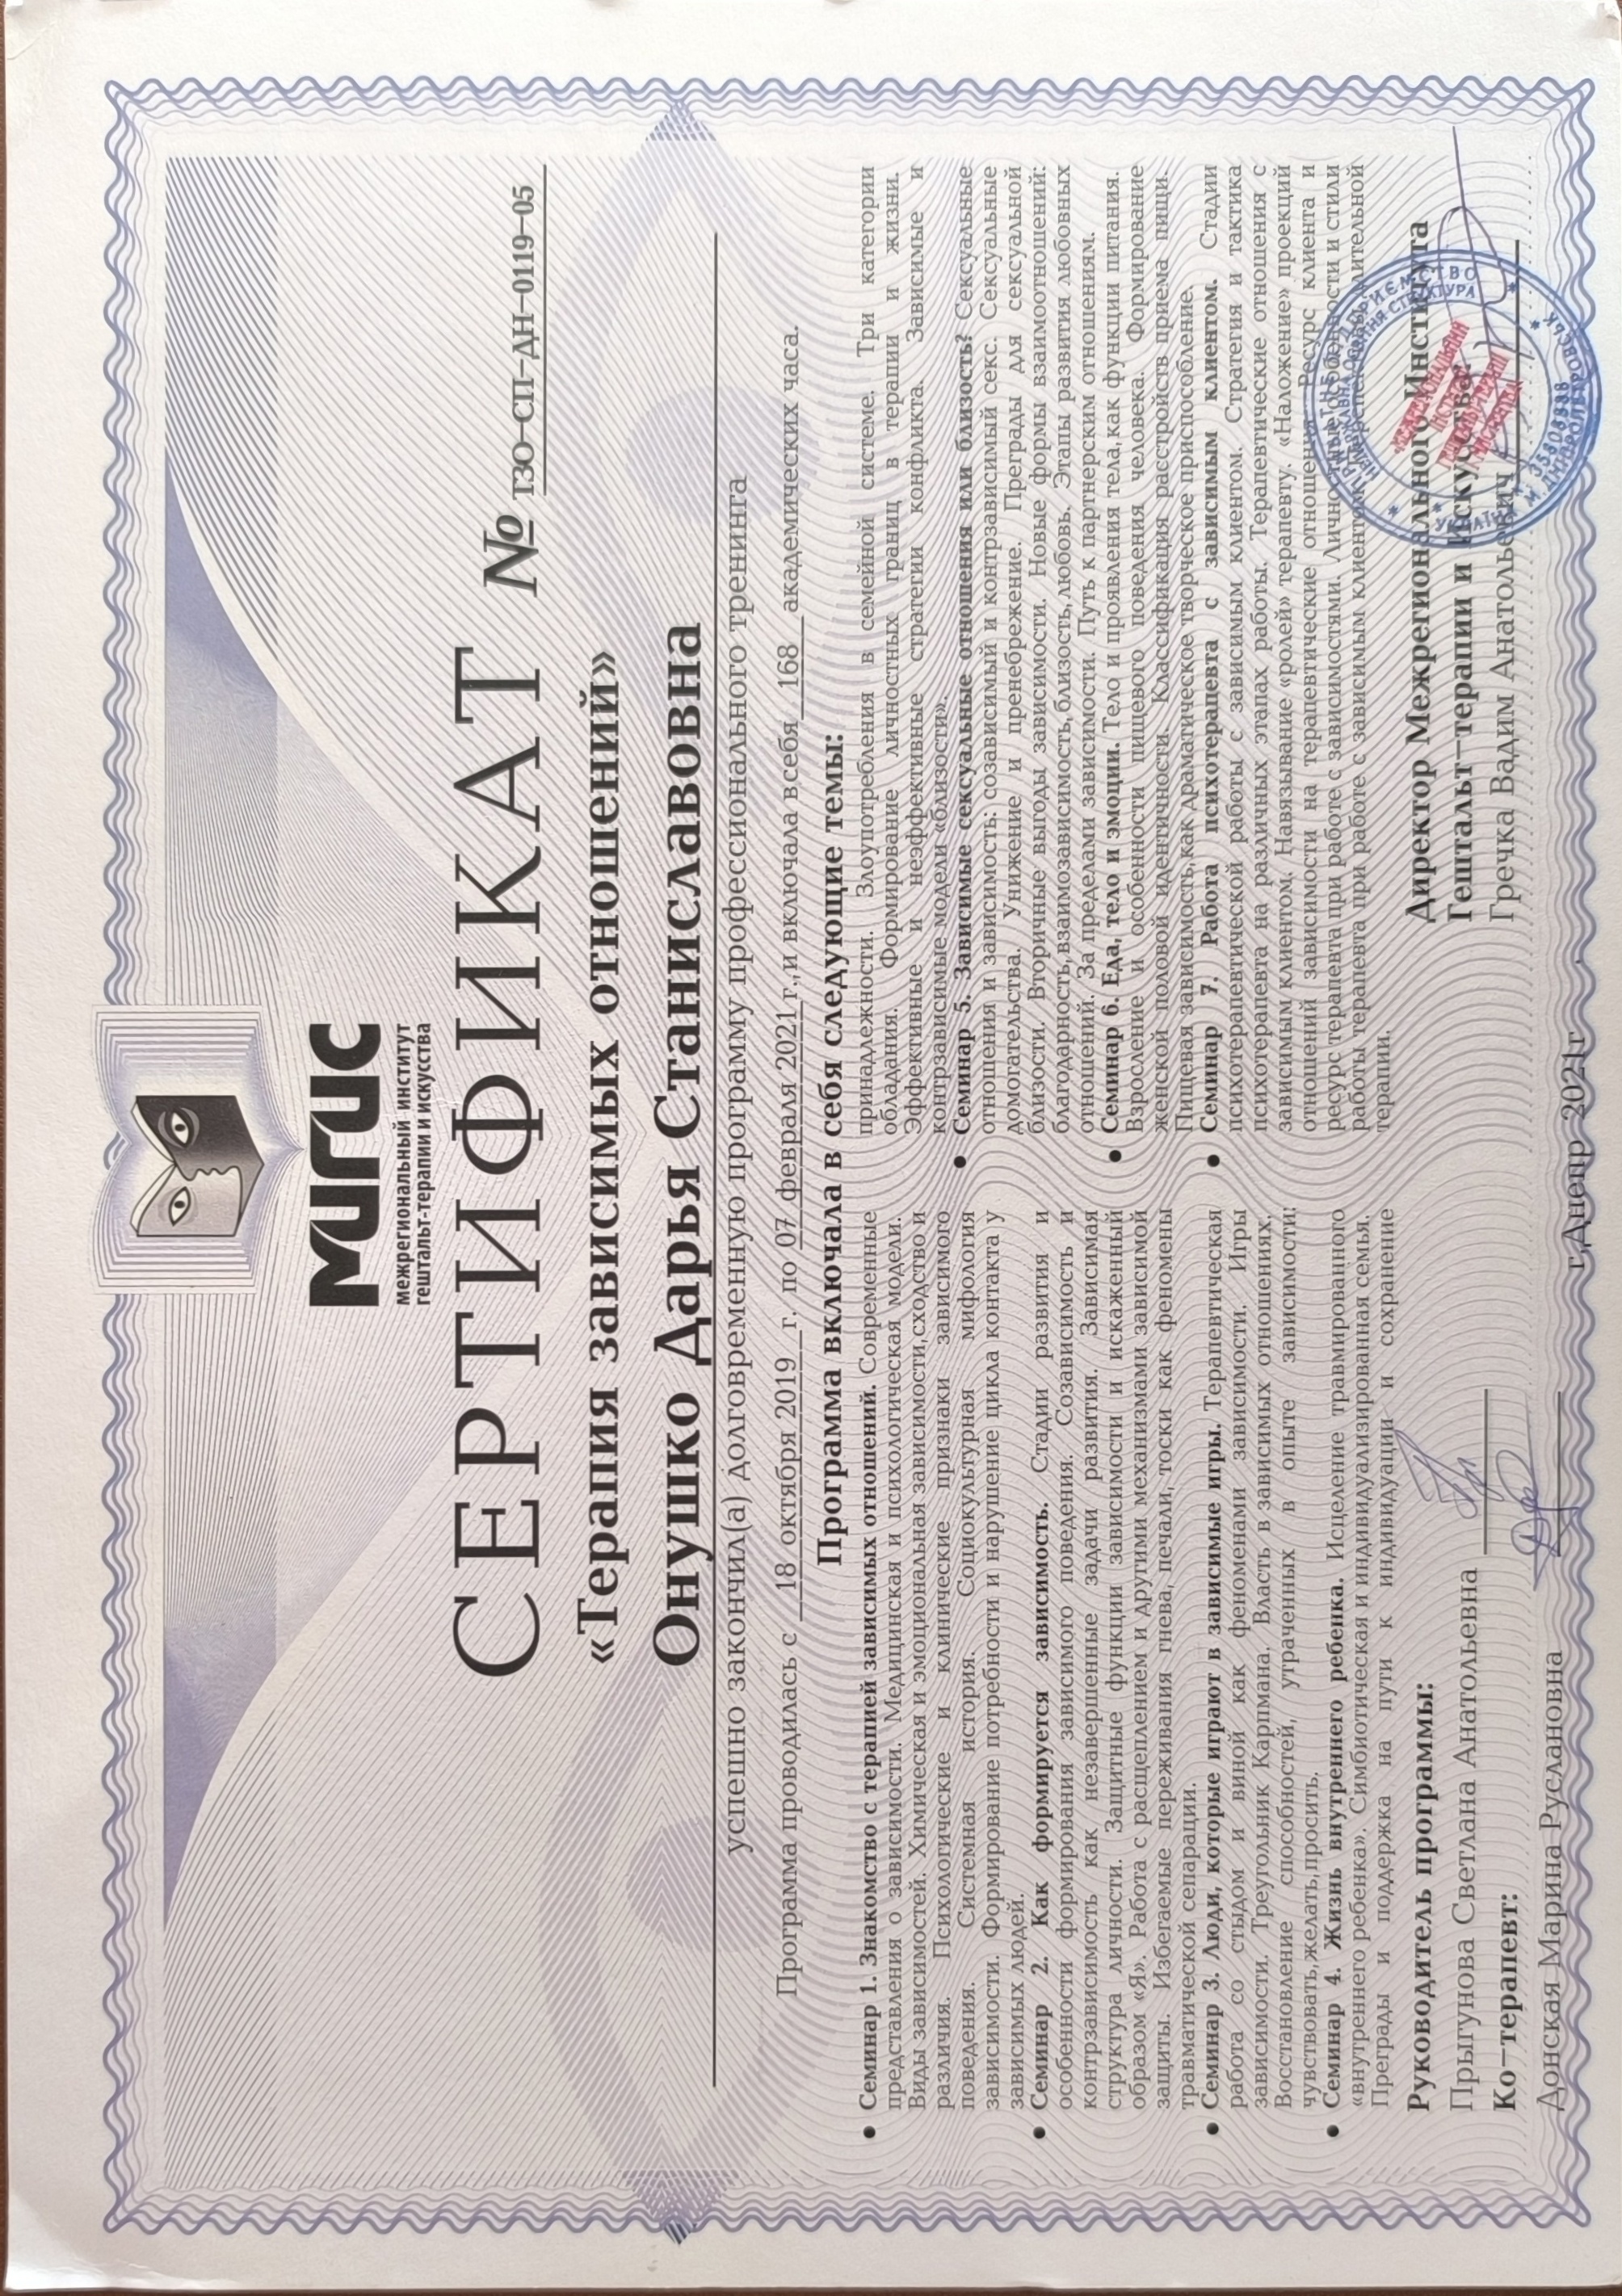 МИГИС
межрегиональный институт
гештальт-терапии и искусства
СЕРТИФИКАТ № ТЗО-СП-ДН-0119-05
«Терапия зависимых отношений»
Онушко Дарья Станиславовна
успешно закончил(а) долговременную программу профессионального тренинга
Программа проводилась с 18 октября 2019 г. по 07 февраля 2021 г., и включала в себя 168 академических часа.
Программа включала в себя следующие темы:
• Семинар 1. Знакомство с терапией зависимых отношений. Современные
представления о зависимости. Медицинская и психологическая модели.
Виды зависимостей. Химическая и эмоциональная зависимости, сходство и
различия. Психологические и клинические признаки зависимого
поведения. Системная история. Социокультурная мифология
зависимости. Формирование потребности и нарушение цикла контакта у
зависимых людей.
• Семинар 2. Как формируется зависимость. Стадии развития и
особенности формирования зависимого поведения. Созависимость и
контрзависимость как незавершенные задачи развития. Зависимая
структура личности. Защитные функции зависимости и искаженный
образом «Я». Работа с расщеплением и другими механизмами зависимой
защиты. Избегаемые переживания гнева, печали, тоски как феномены
травматической сепарации.
• Семинар 3. Люди, которые играют в зависимые игры. Терапевтическая
работа со стыдом и виной как феноменами зависимости. Игры
зависимости. Треугольник Карпмана. Власть в зависимых отношениях.
Восстановление способностей, утраченных в опыте зависимости:
чувствовать, желать, просить.
• Семинар 4. Жизнь внутреннего ребенка. Исцеление травмированного
«внутреннего ребенка». Симбиотическая и индивидуализированная семья.
Преграды и поддержка на пути к индивидуации и сохранение
принадлежности. Злоупотребления в семейной системе. Три категории
обладания. Формирование личностных границ в терапии и жизни.
Эффективные и неэффективные стратегии конфликта. Зависимые и
контрзависимые модели «близости».
• Семинар 5. Зависимые сексуальные отношения или близость? Сексуальные
отношения и зависимость: созависимый и контрзависимый секс. Сексуальные
домогательства. Унижение и пренебрежение. Преграды для сексуальной
близости. Вторичные выгоды зависимости. Новые формы взаимоотношений:
благодарность, взаимозависимость, близость, любовь. Этапы развития любовных
отношений. За пределами зависимости. Путь к партнерским отношениям.
• Семинар 6. Еда, тело и эмоции. Тело и проявления тела, как функции питания.
Взросление и особенности пищевого поведения человека. Формирование
женской половой идентичности. Классификация расстройств приема пищи.
Пищевая зависимость, как драматическое творческое приспособление.
• Семинар 7. Работа психотерапевта с зависимым клиентом. Стадии
психотерапевтической работы с зависимым клиентом. Стратегия и тактика
психотерапевта на различных этапах работы. Терапевтические отношения с
зависимым клиентом. Навязывание «ролей» терапевту. «Наложение» проекций
отношений зависимости на терапевтические отношения. Ресурс клиента и
ресурс терапевта при работе с зависимостями. Личностные особенности и стили
работы терапевта при работе с зависимым клиентом.
терапии.
Руководитель программы:
Прыгунова Светлана Анатольевна
Ко-терапевт:
Донская Марина Руслановна
Директор Межрегионального Института
Гештальт-терапии и Искусства:
Гречка Вадим Анатольевич
г.Днепр 2021г.
УКРАЇНА М.ДНІПРОПЕТРОВСЬК
35808888